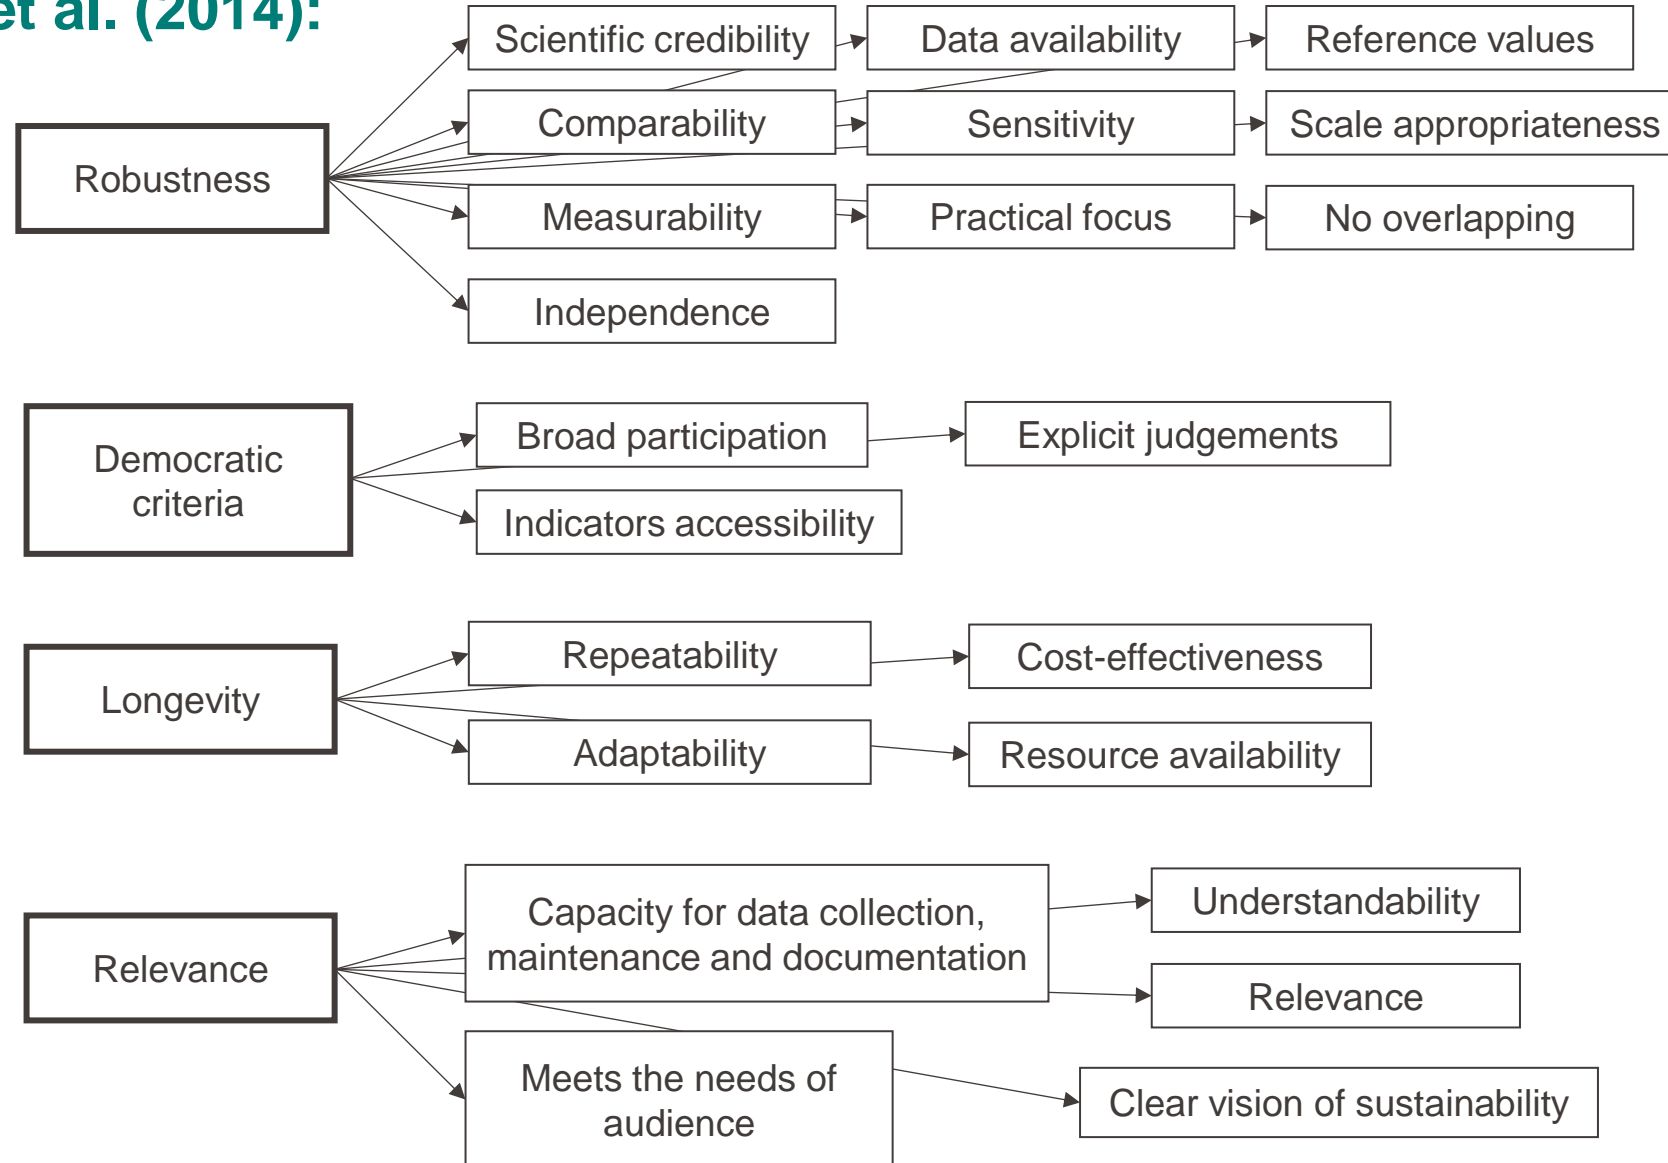 et al. (2014):
Scientific credibility
Data availability
Reference values
Comparability
Sensitivity
Scale appropriateness
Robustness
Measurability
Practical focus
No overlapping
Independence
Democratic
criteria
Broad participation
Explicit judgements
Indicators accessibility
Longevity
Repeatability
Cost-effectiveness
Adaptability
Resource availability
Relevance
Capacity for data collection,
maintenance and documentation
Understandability
Relevance
Meets the needs of
audience
Clear vision of sustainability